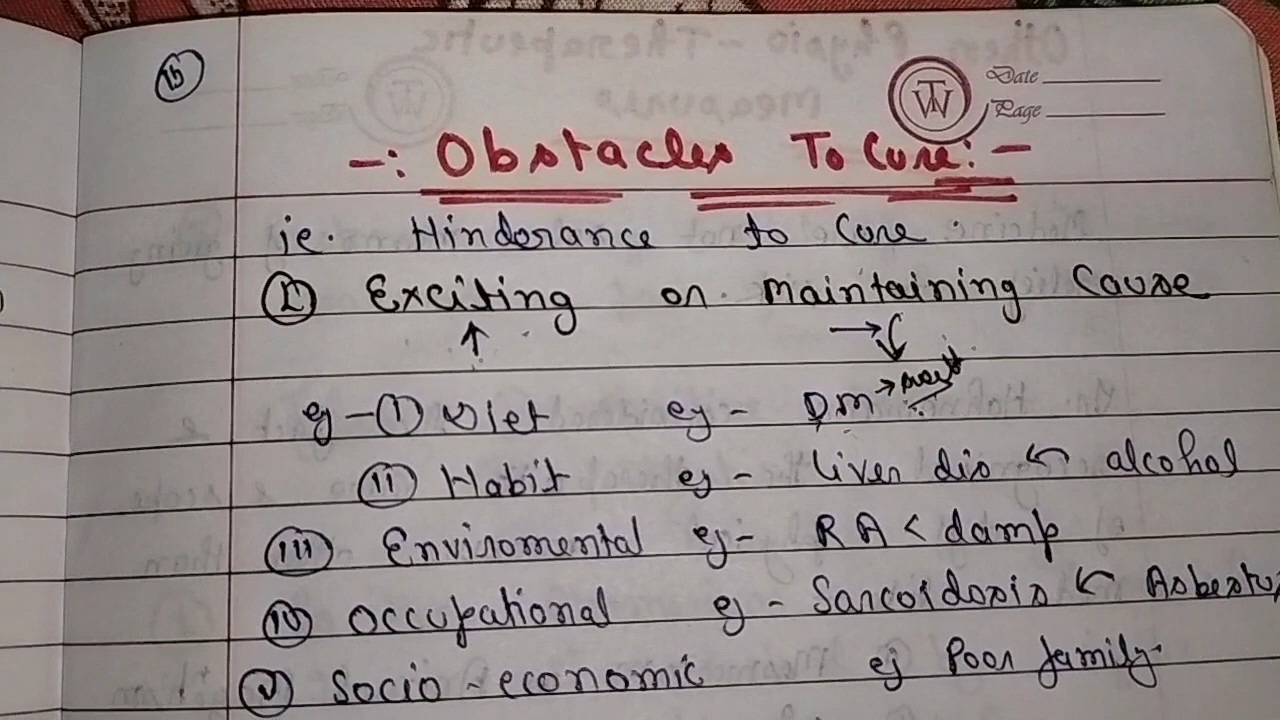 15
Date
Page
-: Obstacles To Cure: -
ie. Hinderance to Cure
(I) Exciting or maintaining Cause
eg - (i) Diet eg - DM →
(ii) Habit eg - liver dis ← alcohol
(iii) Enviromental eg - RA < damp
(iv) Occupational eg - Sarcoidosis ← Asbestos
(v) Socio - economic eg Poor family.